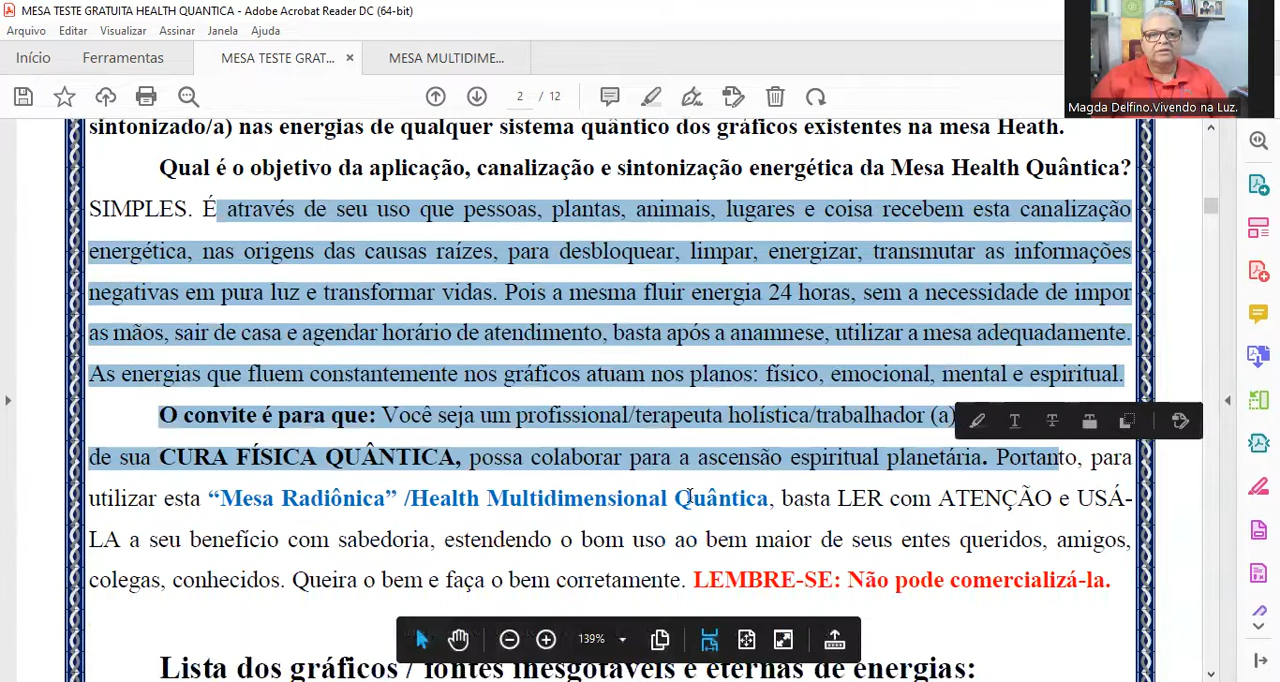 MESA TESTE GRATUITA HEALTH QUANTICA - Adobe Acrobat Reader DC (64-bit)
Arquivo Editar Visualizar Assinar Janela Ajuda
Início Ferramentas MESA TESTE GRAT... × MESA MULTIDIME...
2 / 12
Magda Delfino.Vivendo na Luz.
sintonizado/a) nas energias de qualquer sistema quântico dos gráficos existentes na mesa Heath.
Qual é o objetivo da aplicação, canalização e sintonização energética da Mesa Health Quântica?
SIMPLES. É através de seu uso que pessoas, plantas, animais, lugares e coisa recebem esta canalização
energética, nas origens das causas raízes, para desbloquear, limpar, energizar, transmutar as informações
negativas em pura luz e transformar vidas. Pois a mesma fluir energia 24 horas, sem a necessidade de impor
as mãos, sair de casa e agendar horário de atendimento, basta após a anamnese, utilizar a mesa adequadamente.
As energias que fluem constantemente nos gráficos atuam nos planos: físico, emocional, mental e espiritual.
O convite é para que: Você seja um profissional/terapeuta holística/trabalhador (a)
de sua CURA FÍSICA QUÂNTICA, possa colaborar para a ascensão espiritual planetária. Portanto, para
utilizar esta “Mesa Radiônica” /Health Multidimensional Quântica, basta LER com ATENÇÃO e USÁ-
LA a seu benefício com sabedoria, estendendo o bom uso ao bem maior de seus entes queridos, amigos,
colegas, conhecidos. Queira o bem e faça o bem corretamente. LEMBRE-SE: Não pode comercializá-la.
139%
Lista dos gráficos / fontes inesgotáveis e eternas de energias: